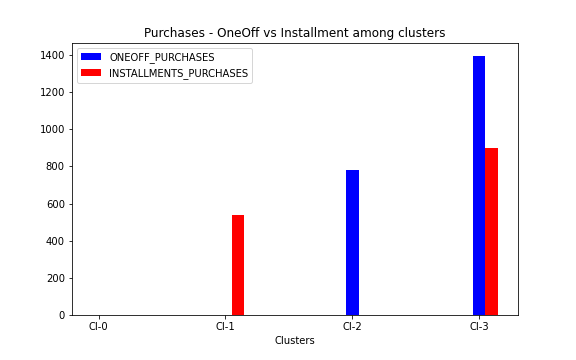 Purchases - OneOff vs Installment among clusters
ONEOFF_PURCHASES
INSTALLMENTS_PURCHASES
1400
1200
1000
800
600
400
200
0
Cl-0 Cl-1 Cl-2 Cl-3
Clusters